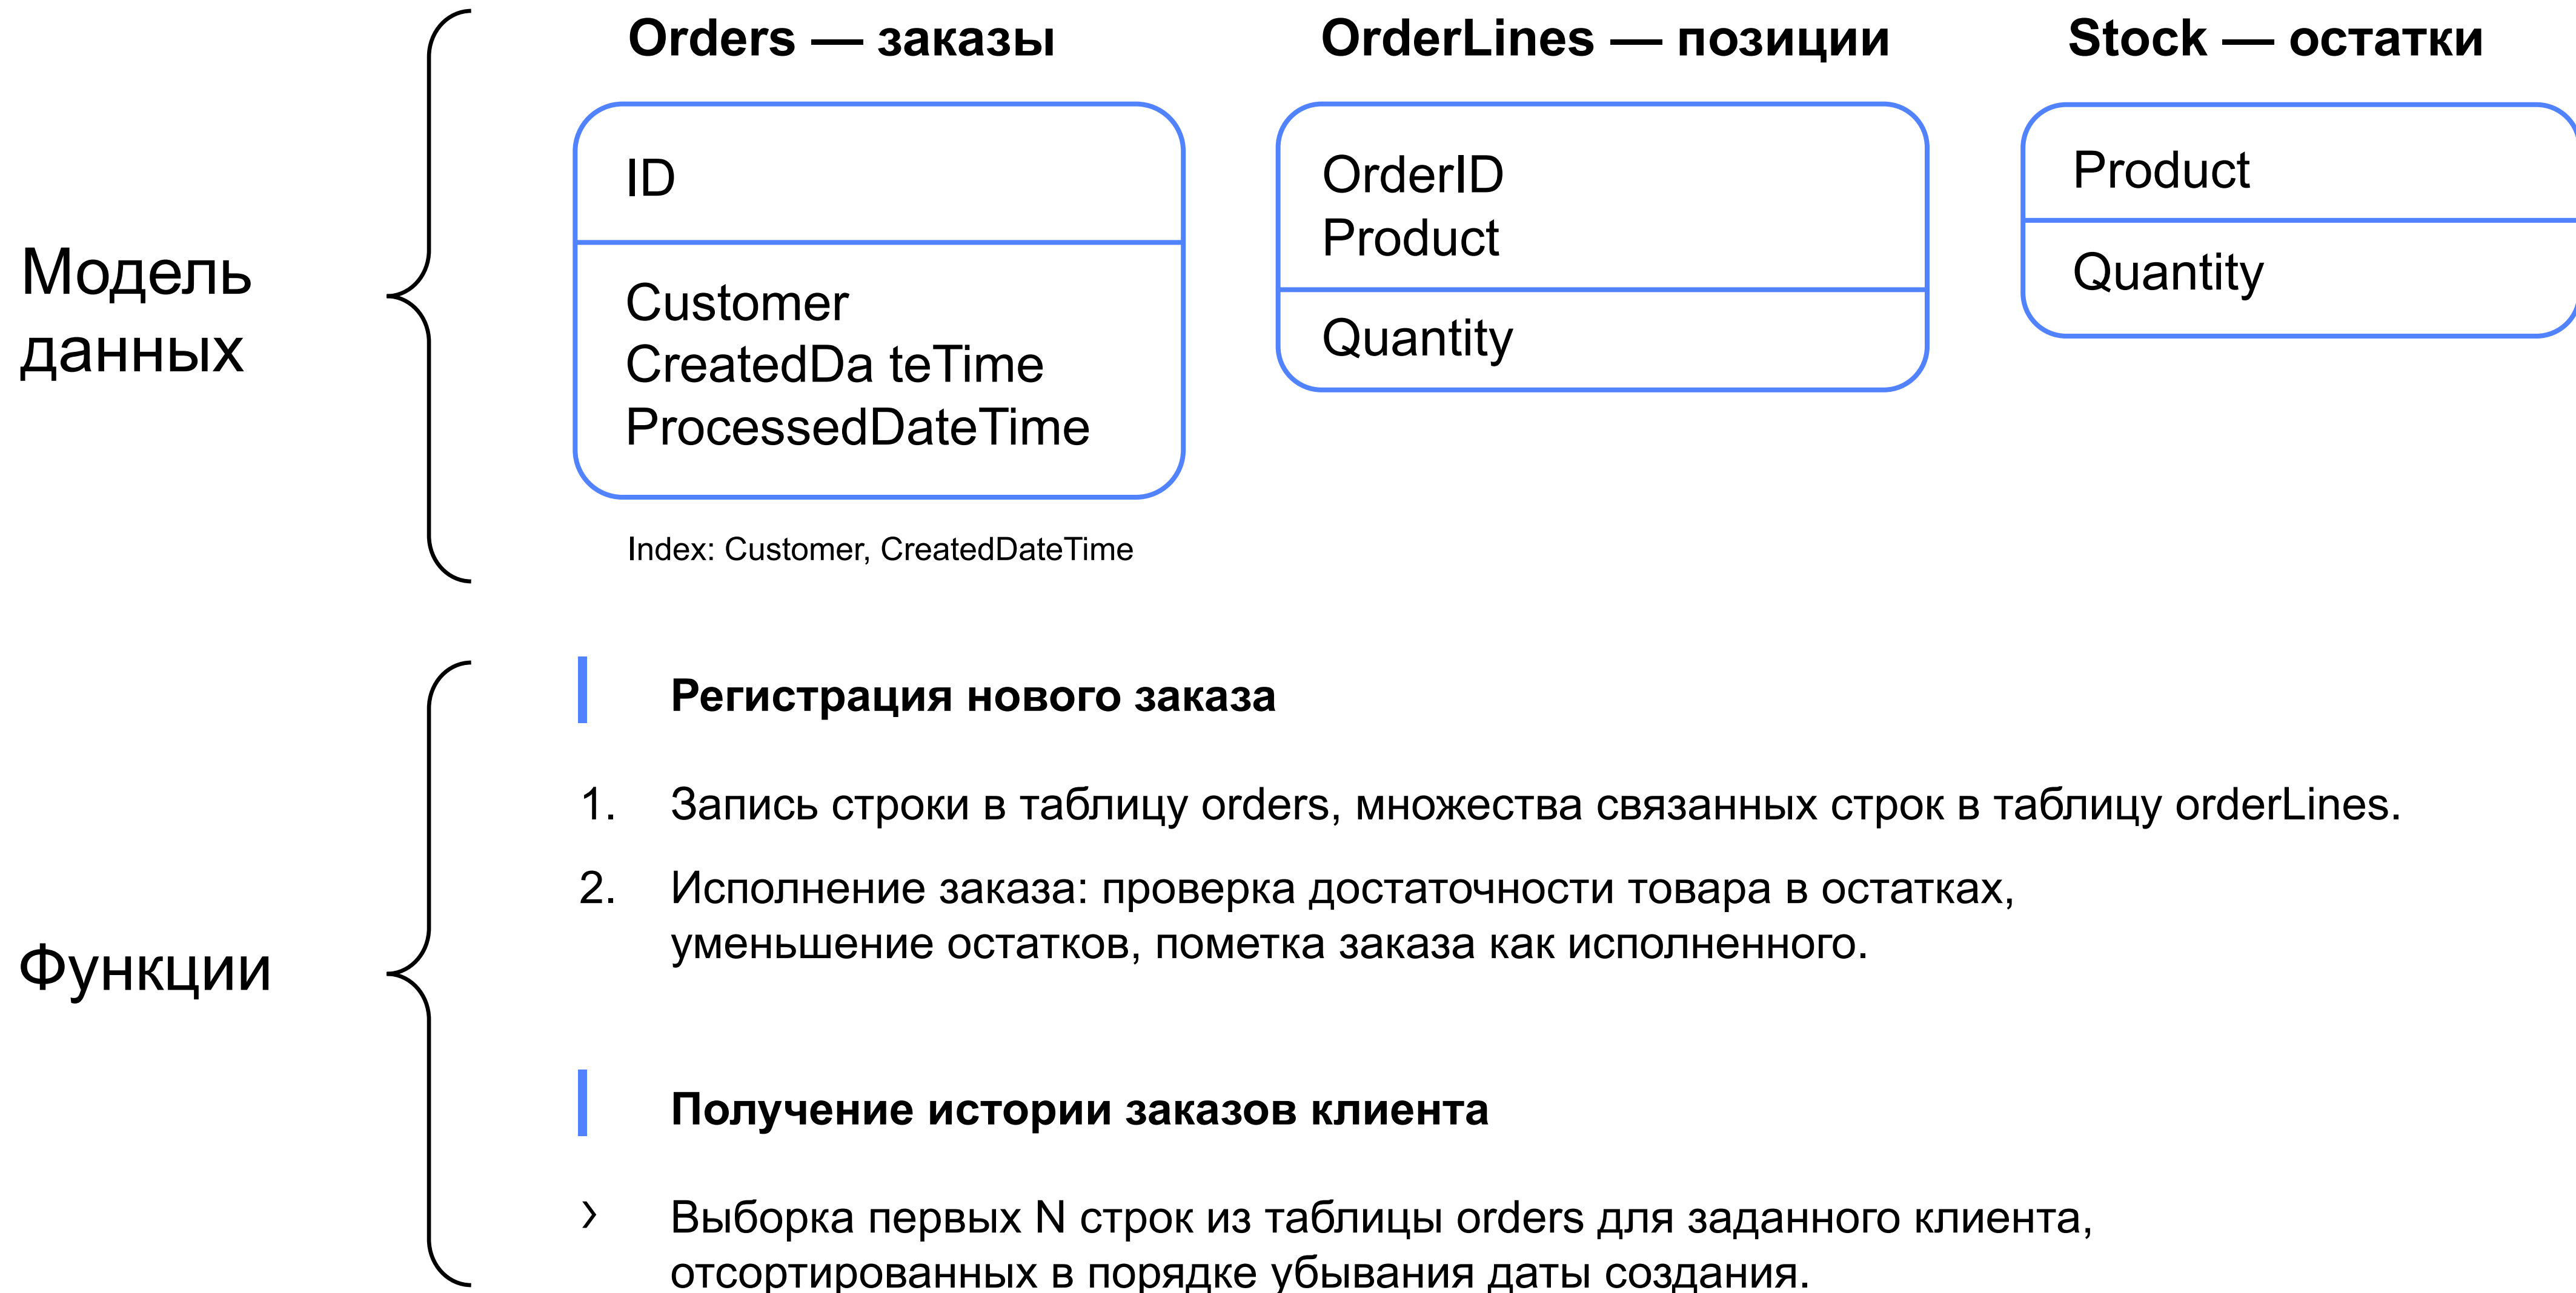 Модель
данных
Orders — заказы
ID
Customer
CreatedDa teTime
ProcessedDateTime
Index: Customer, CreatedDateTime
OrderLines — позиции
OrderID
Product
Quantity
Stock — остатки
Product
Quantity
Функции
Регистрация нового заказа
1. Запись строки в таблицу orders, множества связанных строк в таблицу orderLines.
2. Исполнение заказа: проверка достаточности товара в остатках,
уменьшение остатков, пометка заказа как исполненного.
Получение истории заказов клиента
› Выборка первых N строк из таблицы orders для заданного клиента,
отсортированных в порядке убывания даты создания.